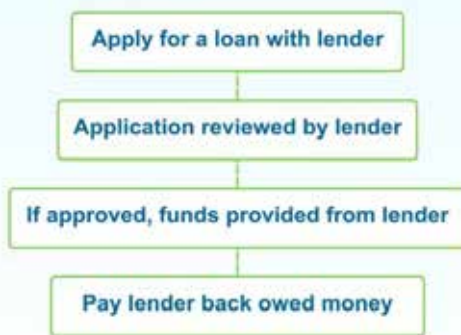 Apply for a loan with lender
Application reviewed by lender
If approved, funds provided from lender
Pay lender back owed money